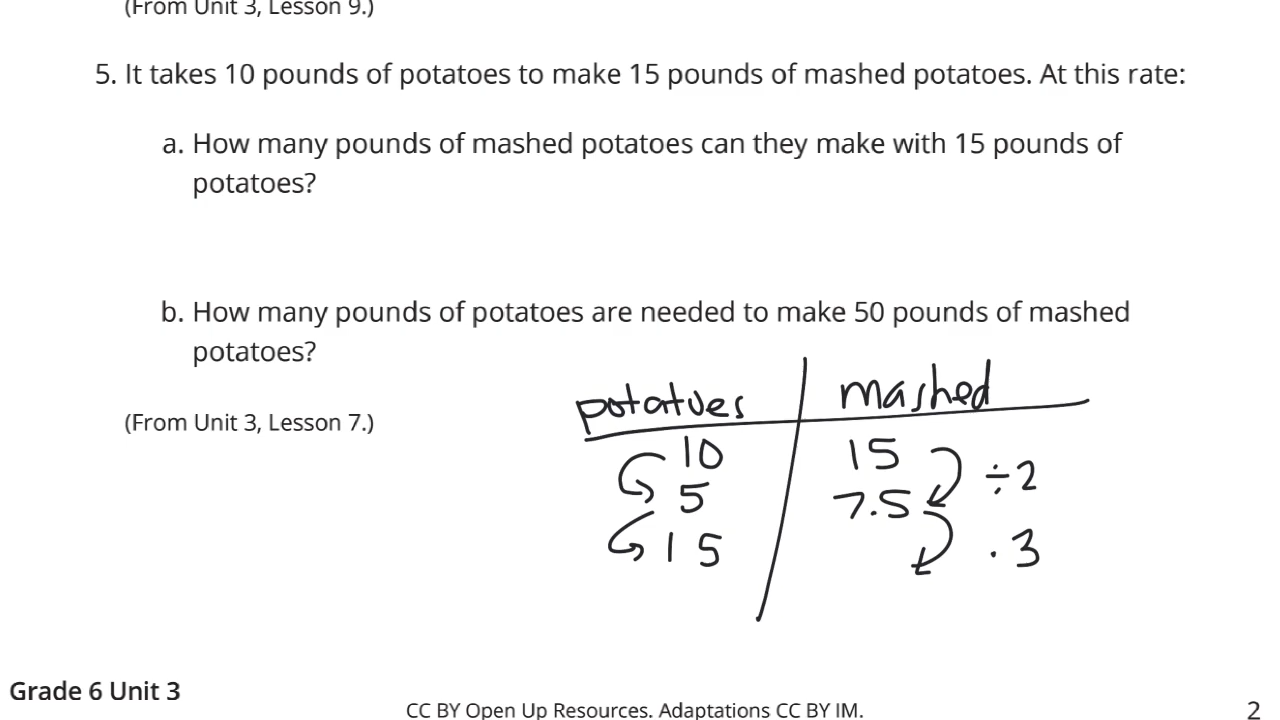 (From Unit 3, Lesson 9.)
5. It takes 10 pounds of potatoes to make 15 pounds of mashed potatoes. At this rate:
a. How many pounds of mashed potatoes can they make with 15 pounds of
potatoes?
b. How many pounds of potatoes are needed to make 50 pounds of mashed
potatoes?
(From Unit 3, Lesson 7.)
potatoes mashed
10 15
5 7.5 ÷2
15 · 3
Grade 6 Unit 3
CC BY Open Up Resources. Adaptations CC BY IM.
2